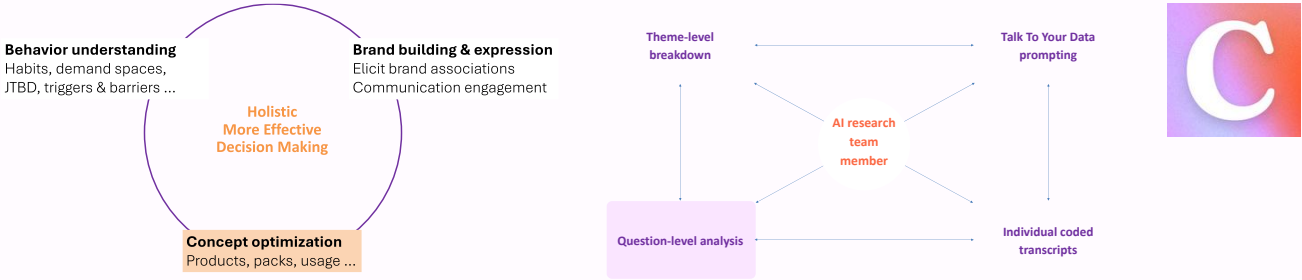 Behavior understanding
Habits, demand spaces,
JTBD, triggers & barriers ...
Brand building & expression
Elicit brand associations
Communication engagement
Holistic
More Effective
Decision Making
Concept optimization
Products, packs, usage ...
Theme-level
breakdown
Talk To Your Data
prompting
AI research
team
member
Question-level analysis
Individual coded
transcripts
C